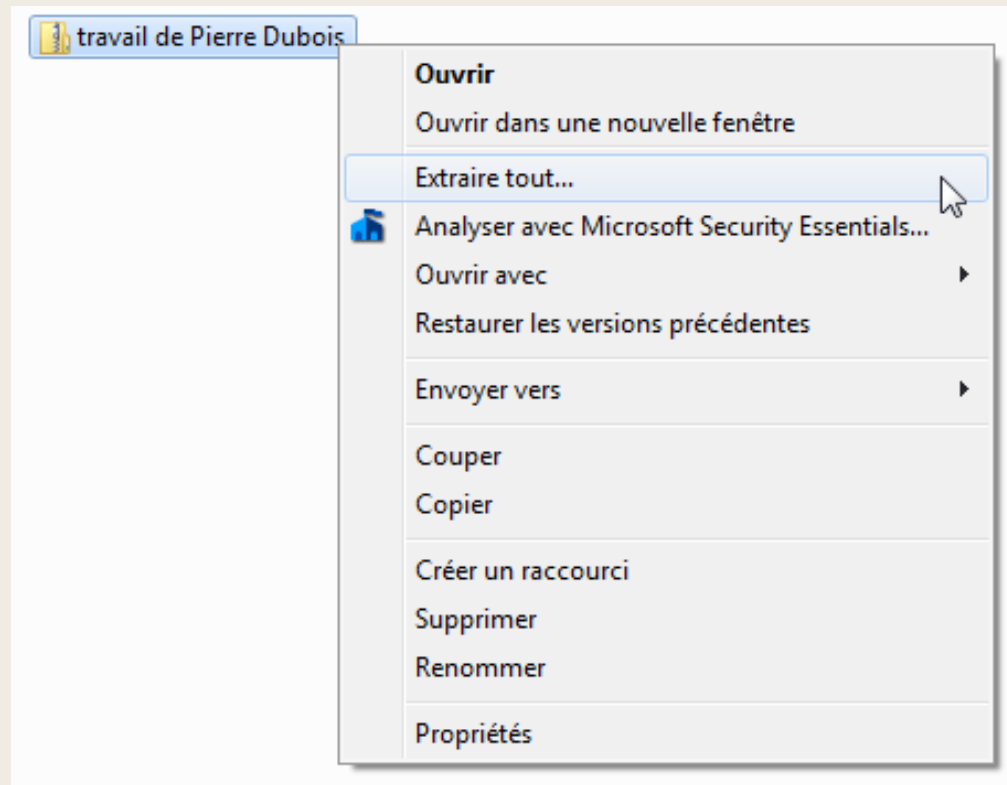 travail de Pierre Dubois
Ouvrir
Ouvrir dans une nouvelle fenêtre
Extraire tout...
Analyser avec Microsoft Security Essentials...
Ouvrir avec
Restaurer les versions précédentes
Envoyer vers
Couper
Copier
Créer un raccourci
Supprimer
Renommer
Propriétés